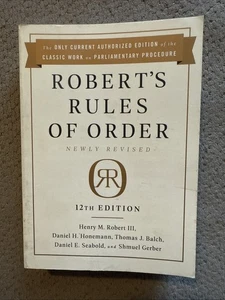 The ONLY CURRENT AUTHORIZED EDITION of the
CLASSIC WORK on PARLIAMENTARY PROCEDURE
ROBERT'S
RULES
OF ORDER
NEWLY REVISED
RR
12TH EDITION
Henry M. Robert III,
Daniel H. Honemann, Thomas J. Balch,
Daniel E. Seabold, and Shmuel Gerber